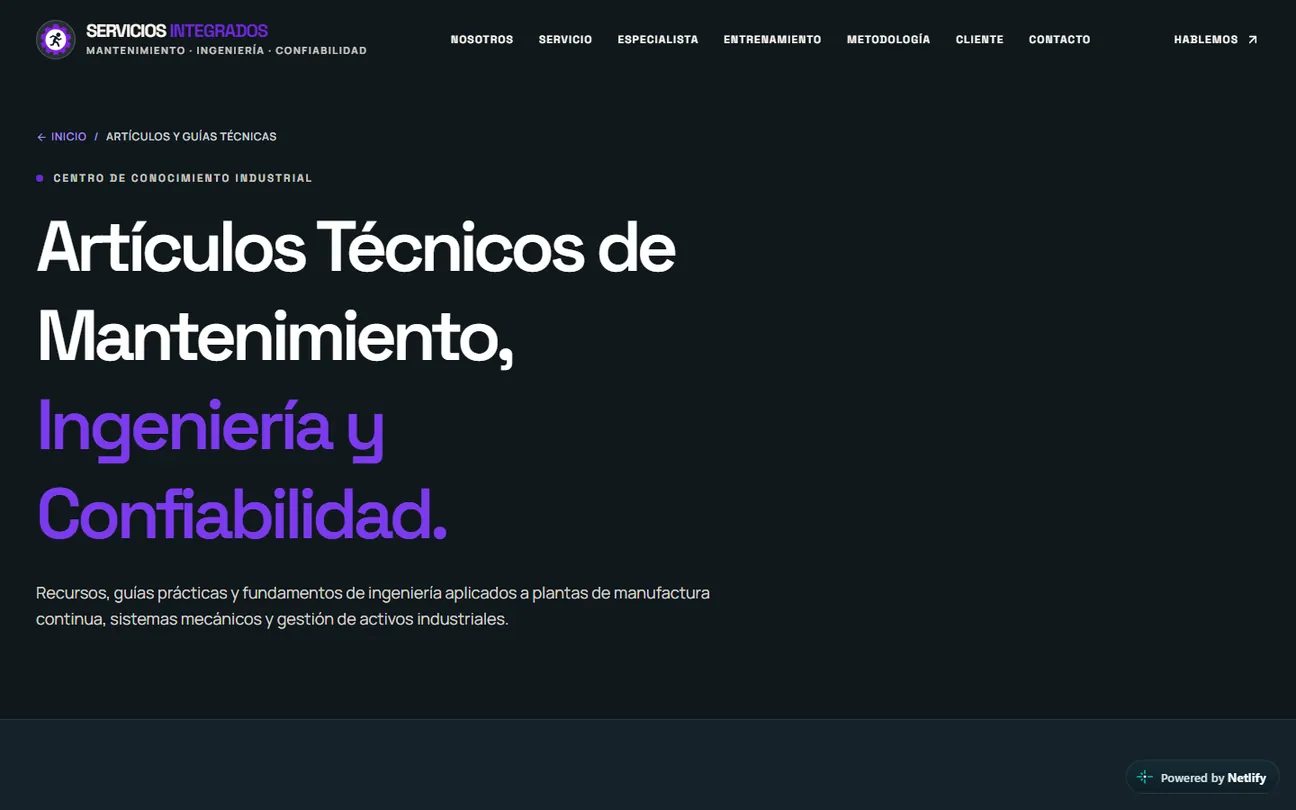 SERVICIOS INTEGRADOS
MANTENIMIENTO · INGENIERÍA · CONFIABILIDAD
NOSOTROS SERVICIO ESPECIALISTA ENTRENAMIENTO METODOLOGÍA CLIENTE CONTACTO HABLEMOS ↗
← INICIO / ARTÍCULOS Y GUÍAS TÉCNICAS
CENTRO DE CONOCIMIENTO INDUSTRIAL
Artículos Técnicos de
Mantenimiento,
Ingeniería y
Confiabilidad.
Recursos, guías prácticas y fundamentos de ingeniería aplicados a plantas de manufactura
continua, sistemas mecánicos y gestión de activos industriales.
Powered by Netlify